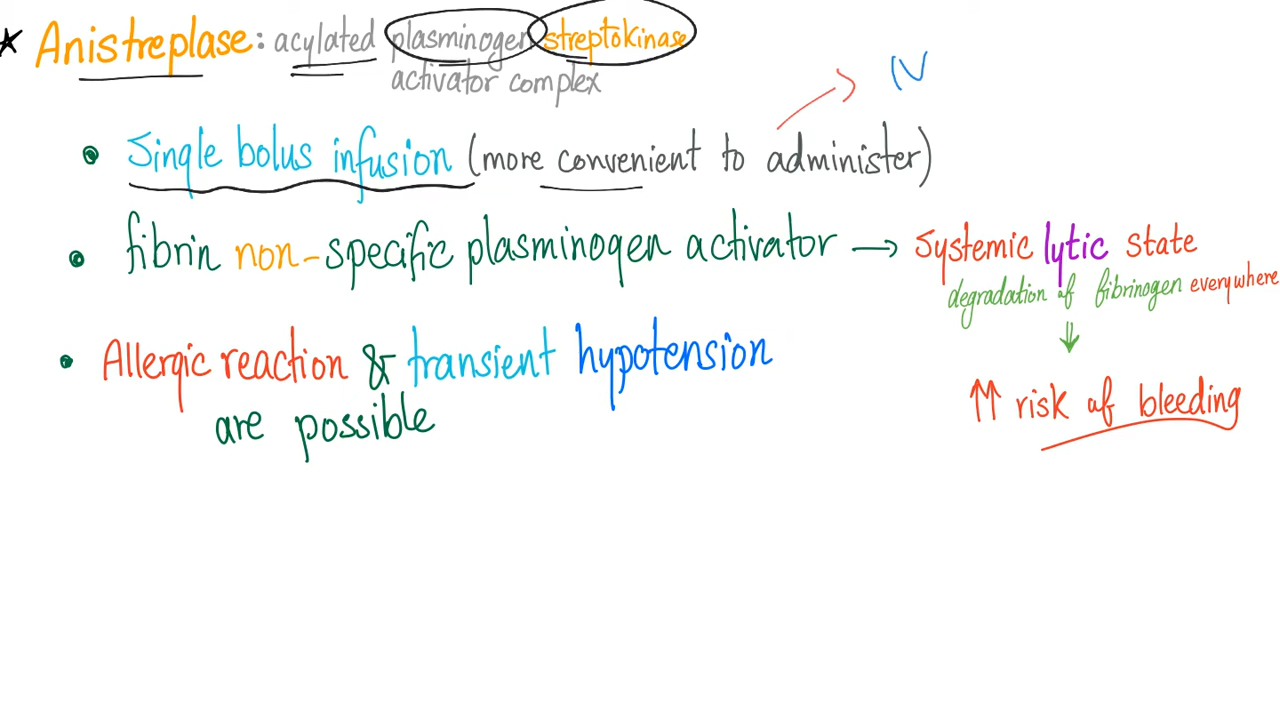 ★ Anistreplase: acylated plasminogen streptokinase
activator complex
IV
• Single bolus infusion (more convenient to administer)
• fibrin non-specific plasminogen activator → Systemic lytic state
degradation of fibrinogen everywhere
↓
• Allergic reaction & transient hypotension
are possible
↑↑ risk of bleeding